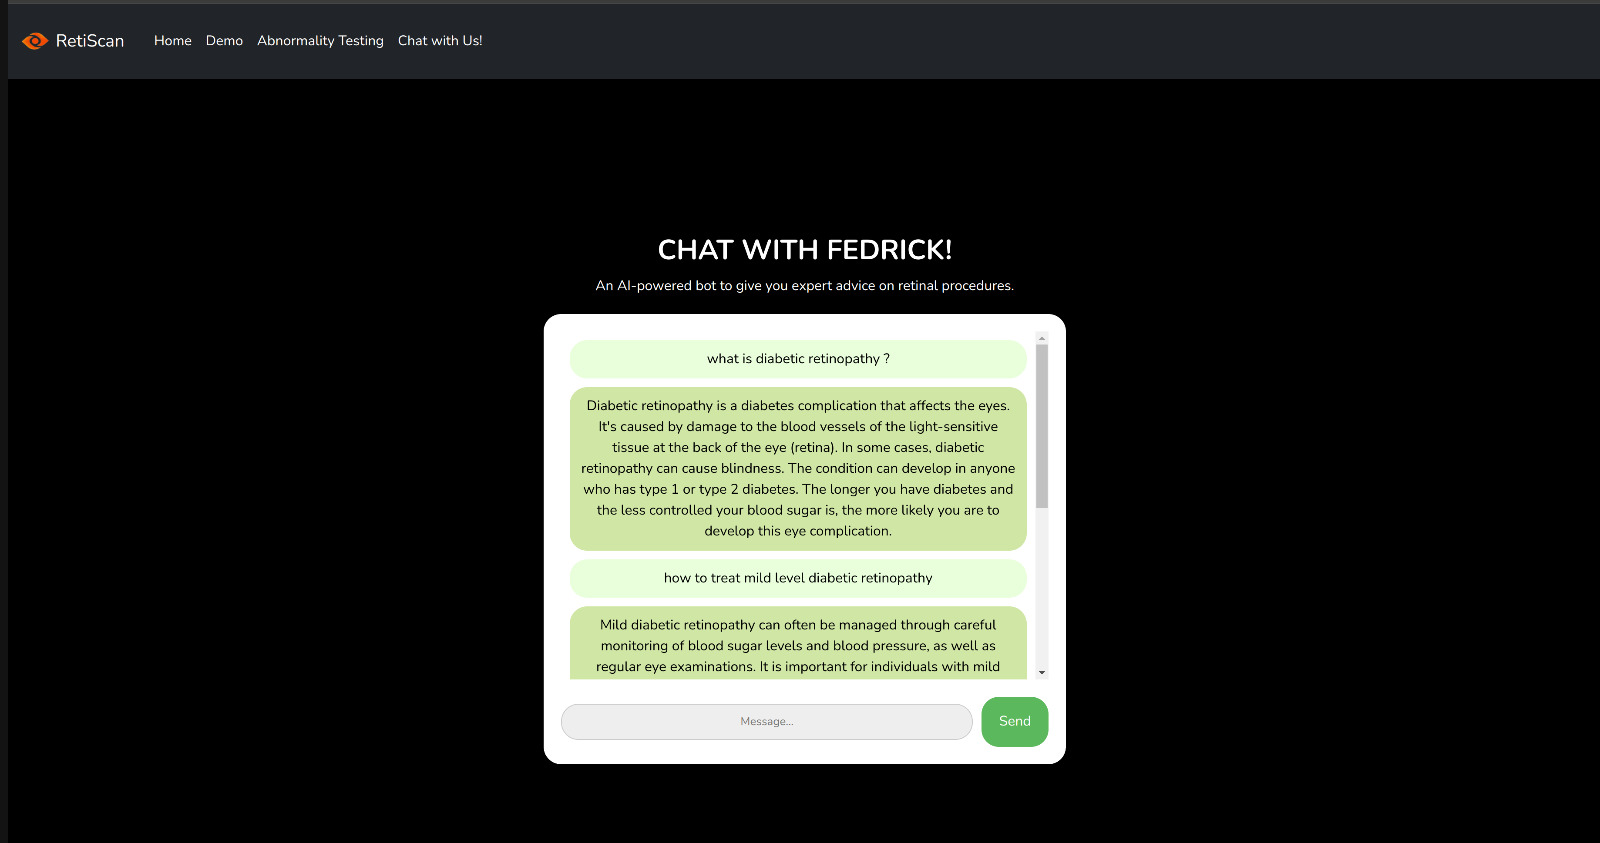 RetiScan Home Demo Abnormality Testing Chat with Us!
CHAT WITH FEDRICK!
An AI-powered bot to give you expert advice on retinal procedures.
what is diabetic retinopathy ?
Diabetic retinopathy is a diabetes complication that affects the eyes.
It's caused by damage to the blood vessels of the light-sensitive
tissue at the back of the eye (retina). In some cases, diabetic
retinopathy can cause blindness. The condition can develop in anyone
who has type 1 or type 2 diabetes. The longer you have diabetes and
the less controlled your blood sugar is, the more likely you are to
develop this eye complication.
how to treat mild level diabetic retinopathy
Mild diabetic retinopathy can often be managed through careful
monitoring of blood sugar levels and blood pressure, as well as
regular eye examinations. It is important for individuals with mild
Message...
Send